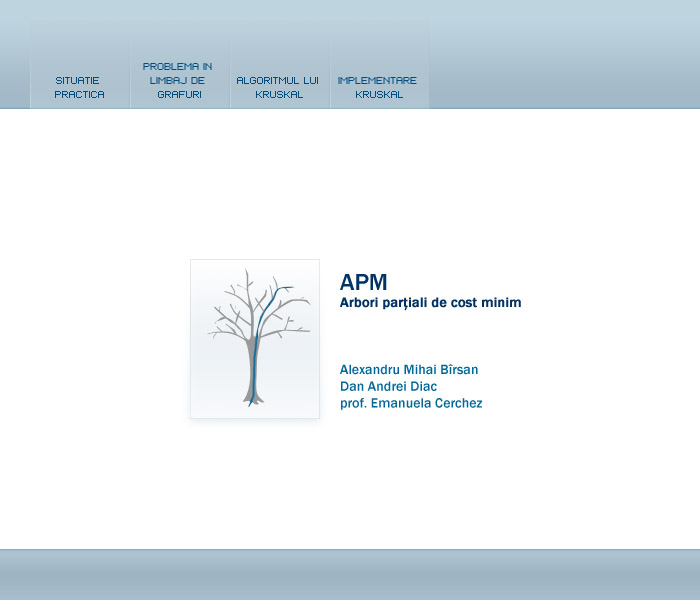 SITUATIE
PRACTICA
PROBLEMA IN
LIMBAJ DE
GRAFURI
ALGORITMUL LUI
KRUSKAL
IMPLEMENTARE
KRUSKAL
APM
Arbori parțiali de cost minim
Alexandru Mihai Bîrsan
Dan Andrei Diac
prof. Emanuela Cerchez